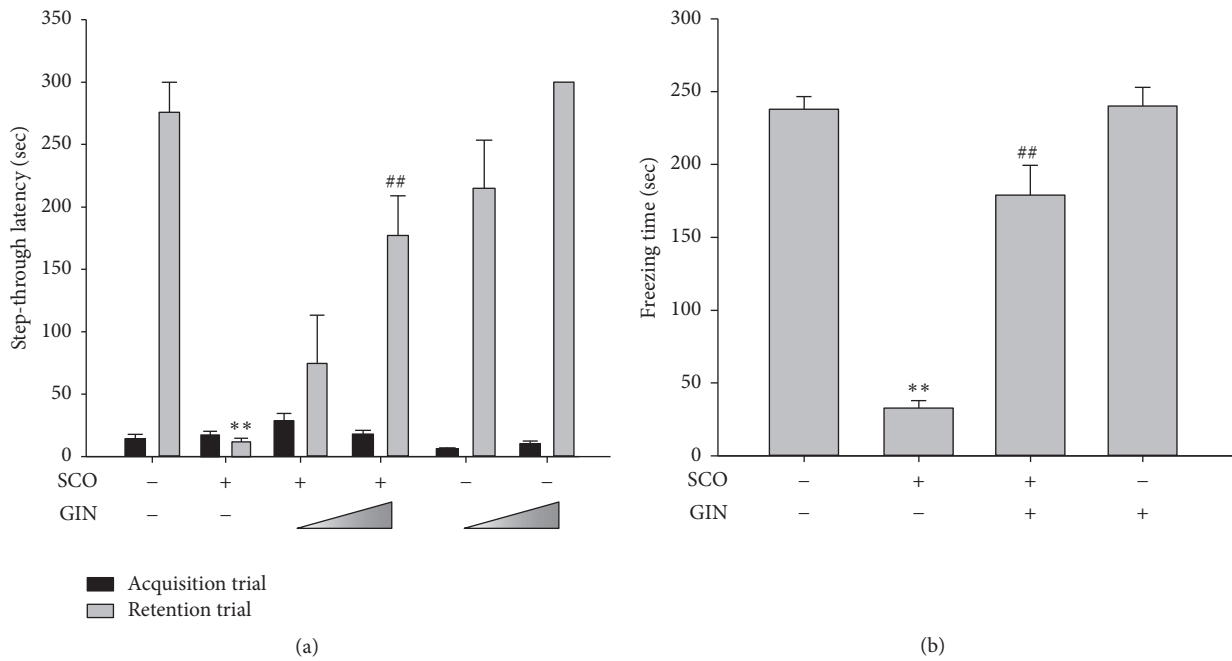 350
300
250
200
150
100
50
0
Step-through latency (sec)
**
##
SCO − + + + − −
GIN − −
Acquisition trial
Retention trial
(a)
300
250
200
150
100
50
0
Freezing time (sec)
**
##
SCO − + + −
GIN − − + +
(b)